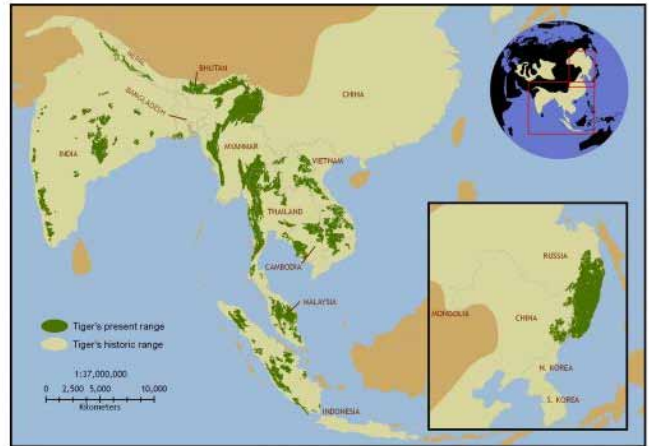 NEPAL
BHUTAN
BANGLADESH
CHINA
INDIA
MYANMAR
VIETNAM
THAILAND
CAMBODIA
MALAYSIA
INDONESIA
Tiger's present range
Tiger's historic range
1:37,000,000
0 2,500 5,000 10,000
Kilometers
RUSSIA
MONGOLIA
CHINA
N. KOREA
S. KOREA